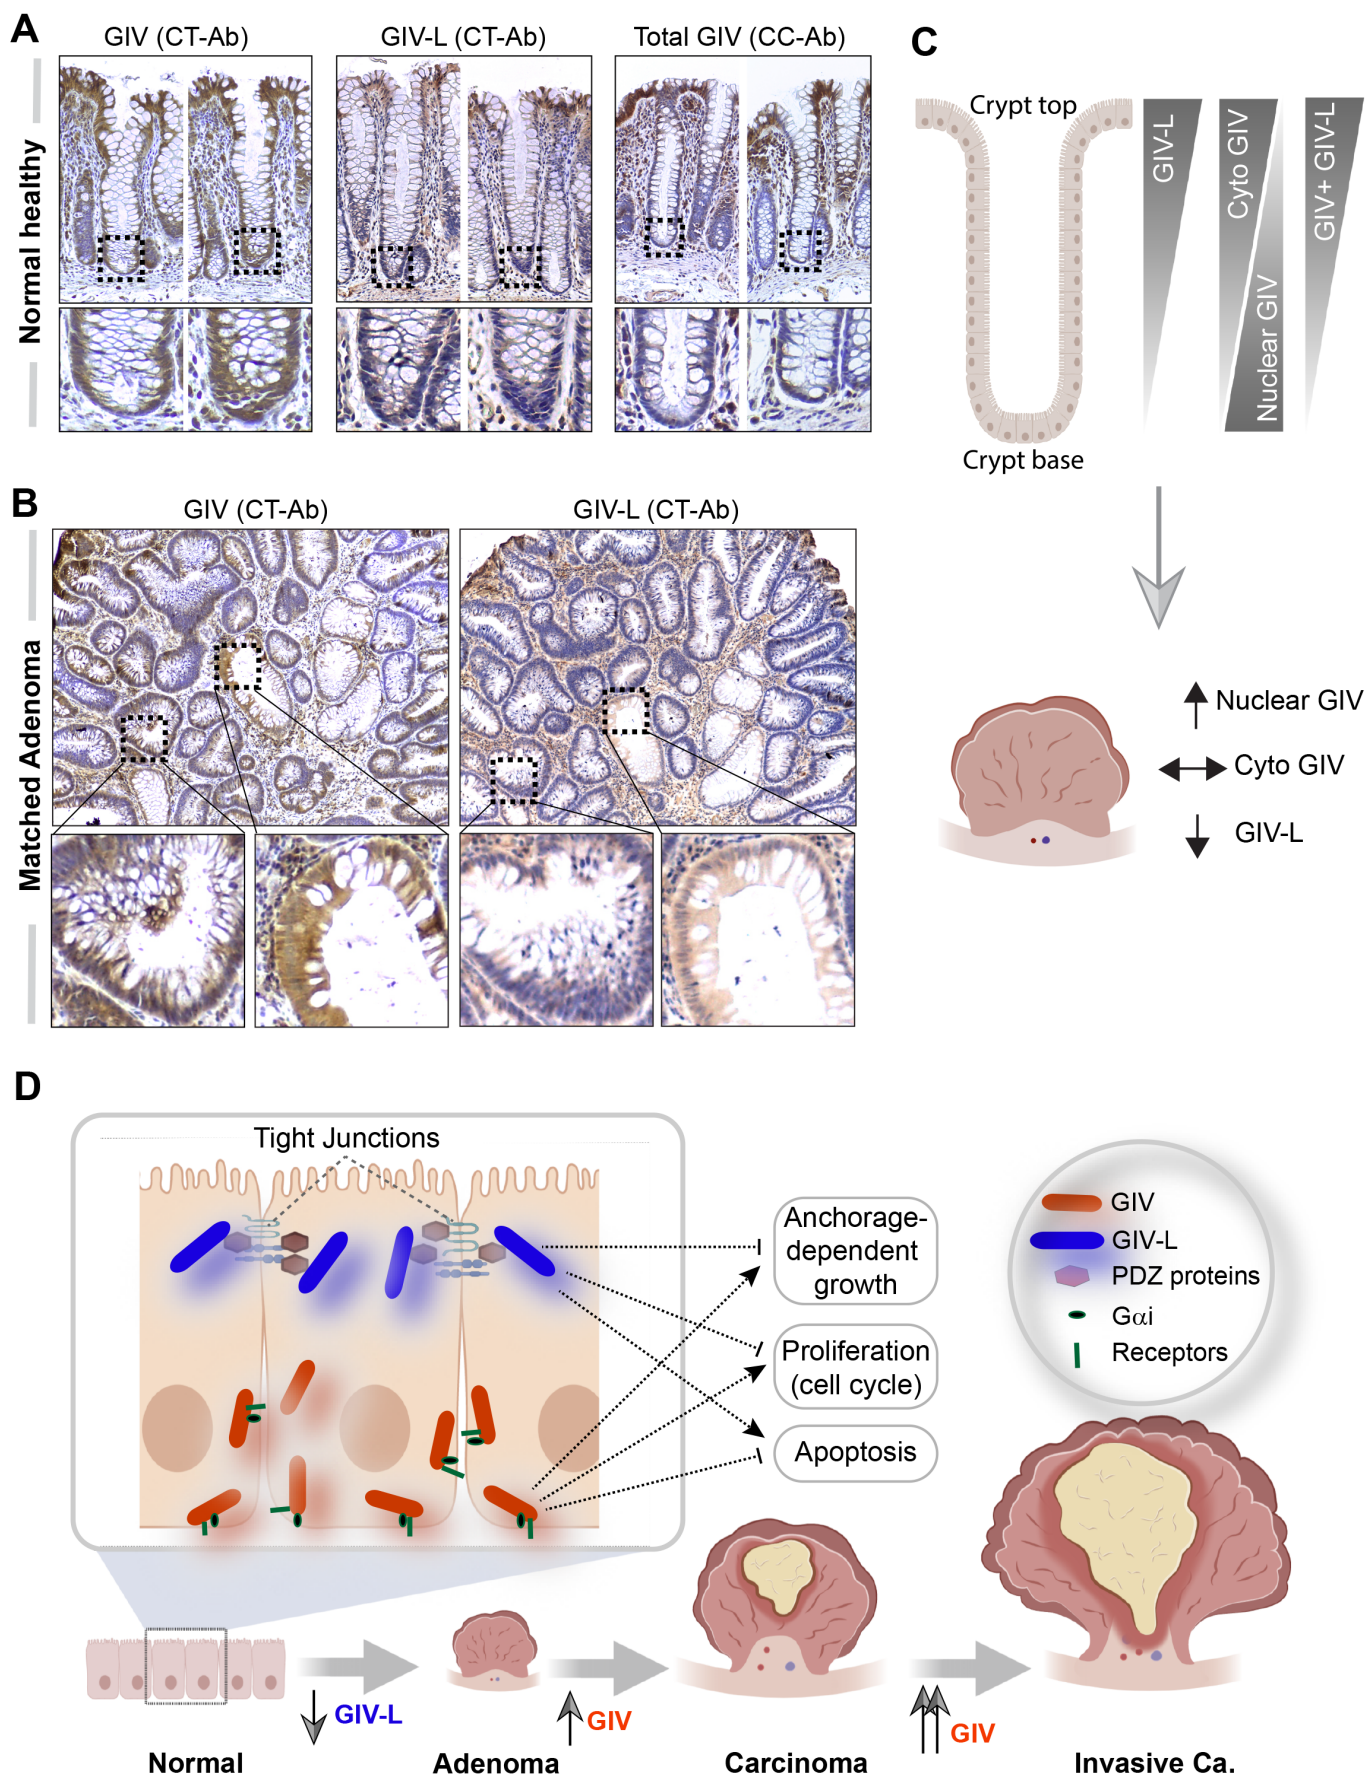 A
GIV (CT-Ab)
GIV-L (CT-Ab)
Total GIV (CC-Ab)
Normal healthy
B
GIV (CT-Ab)
GIV-L (CT-Ab)
Matched Adenoma
C
Crypt top
Crypt base
GIV-L
Cyto GIV
Nuclear GIV
GIV+ GIV-L
Nuclear GIV
Cyto GIV
GIV-L
D
Tight Junctions
Anchorage-
dependent
growth
Proliferation
(cell cycle)
Apoptosis
GIV
GIV-L
PDZ proteins
Gαi
Receptors
GIV-L
GIV
GIV
Normal
Adenoma
Carcinoma
Invasive Ca.